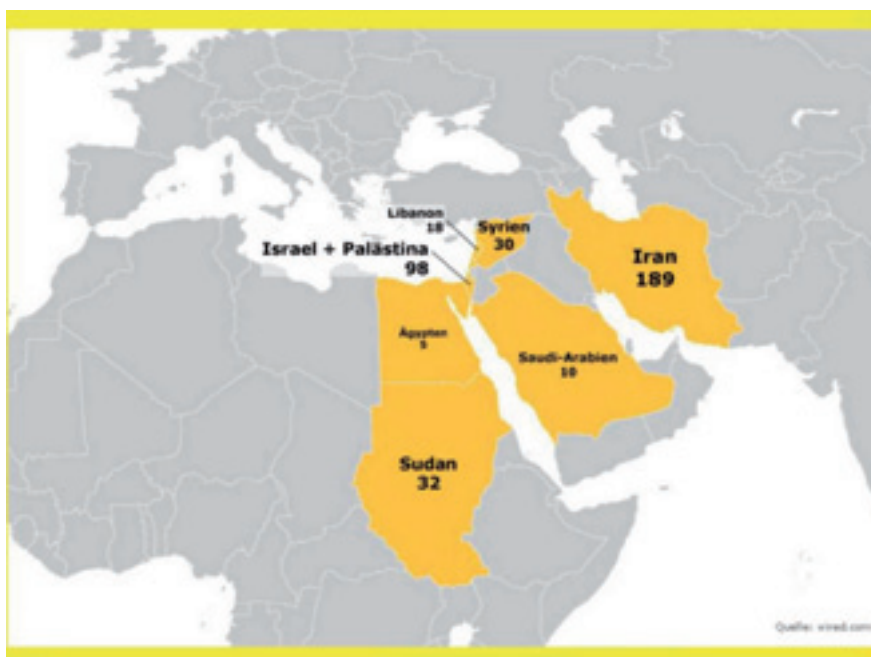 Libanon
18
Syrien
30
Israel + Palästina
98
Iran
189
Ägypten
5
Saudi-Arabien
10
Sudan
32
Quelle: wired.com